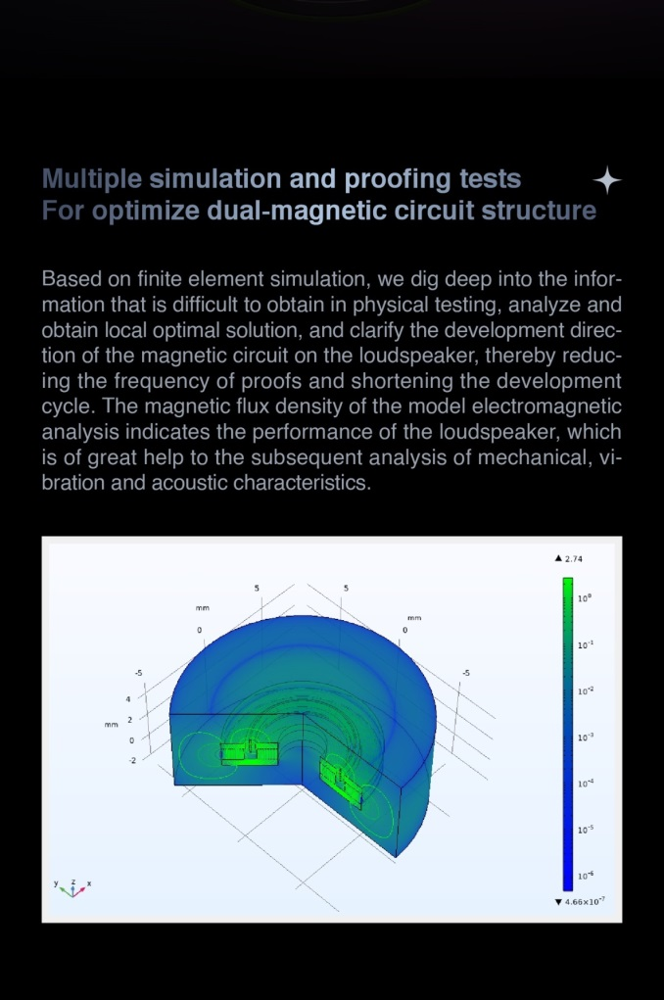 Multiple simulation and proofing tests
For optimize dual-magnetic circuit structure
Based on finite element simulation, we dig deep into the infor-
mation that is difficult to obtain in physical testing, analyze and
obtain local optimal solution, and clarify the development direc-
tion of the magnetic circuit on the loudspeaker, thereby reduc-
ing the frequency of proofs and shortening the development
cycle. The magnetic flux density of the model electromagnetic
analysis indicates the performance of the loudspeaker, which
is of great help to the subsequent analysis of mechanical, vi-
bration and acoustic characteristics.
▲ 2.74
5 5
mm mm
0 0
-5 -5
4
2
mm
0
-2
10⁰
10⁻¹
10⁻²
10⁻³
10⁻⁴
10⁻⁵
10⁻⁶
▼ 4.66×10⁻⁷
y z x